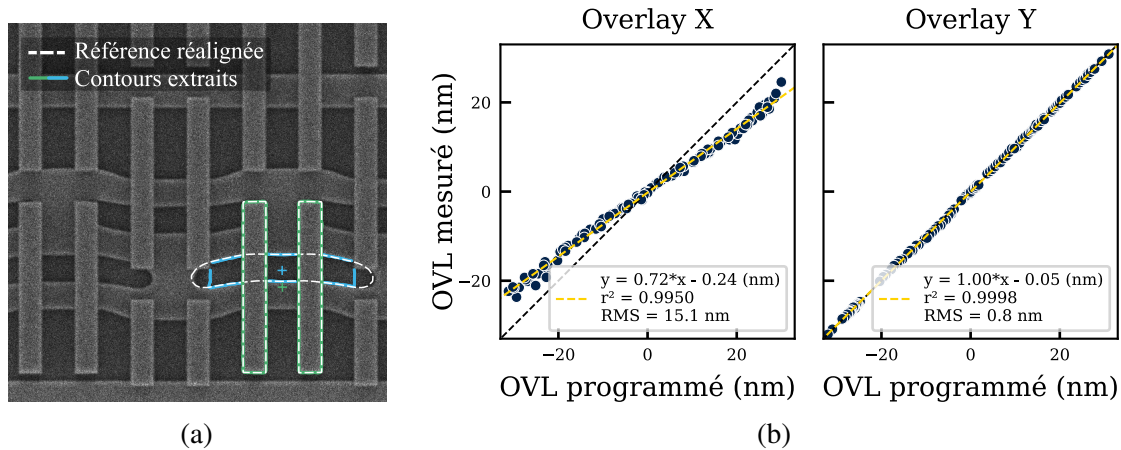 Référence réalignée
Contours extraits
(a)
Overlay X
Overlay Y
OVL mesuré (nm)
20
0
−20
y = 0.72*x - 0.24 (nm)
r² = 0.9950
RMS = 15.1 nm
y = 1.00*x - 0.05 (nm)
r² = 0.9998
RMS = 0.8 nm
−20 0 20
−20 0 20
OVL programmé (nm)
OVL programmé (nm)
(b)